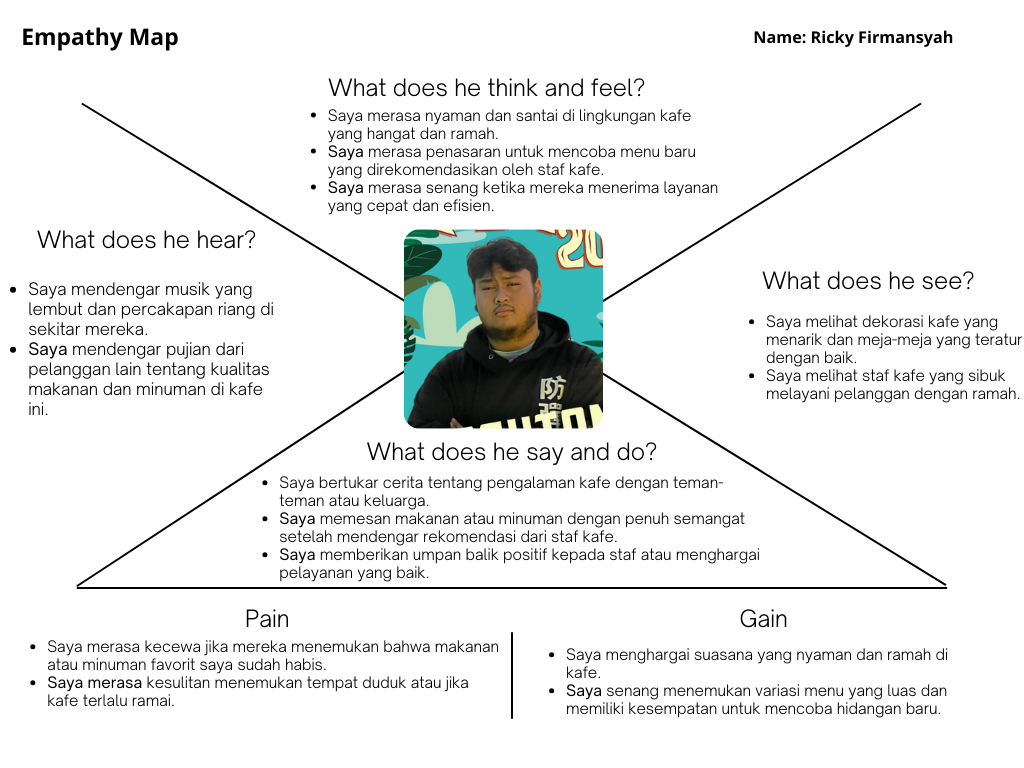 Empathy Map
Name: Ricky Firmansyah
What does he think and feel?
• Saya merasa nyaman dan santai di lingkungan kafe
yang hangat dan ramah.
• Saya merasa penasaran untuk mencoba menu baru
yang direkomendasikan oleh staf kafe.
• Saya merasa senang ketika mereka menerima layanan
yang cepat dan efisien.
What does he hear?
• Saya mendengar musik yang
lembut dan percakapan riang di
sekitar mereka.
• Saya mendengar pujian dari
pelanggan lain tentang kualitas
makanan dan minuman di kafe
ini.
20
防
What does he see?
• Saya melihat dekorasi kafe yang
menarik dan meja-meja yang teratur
dengan baik.
• Saya melihat staf kafe yang sibuk
melayani pelanggan dengan ramah.
What does he say and do?
• Saya bertukar cerita tentang pengalaman kafe dengan teman-
teman atau keluarga.
• Saya memesan makanan atau minuman dengan penuh semangat
setelah mendengar rekomendasi dari staf kafe.
• Saya memberikan umpan balik positif kepada staf atau menghargai
pelayanan yang baik.
Pain
• Saya merasa kecewa jika mereka menemukan bahwa makanan
atau minuman favorit saya sudah habis.
• Saya merasa kesulitan menemukan tempat duduk atau jika
kafe terlalu ramai.
Gain
• Saya menghargai suasana yang nyaman dan ramah di
kafe.
• Saya senang menemukan variasi menu yang luas dan
memiliki kesempatan untuk mencoba hidangan baru.